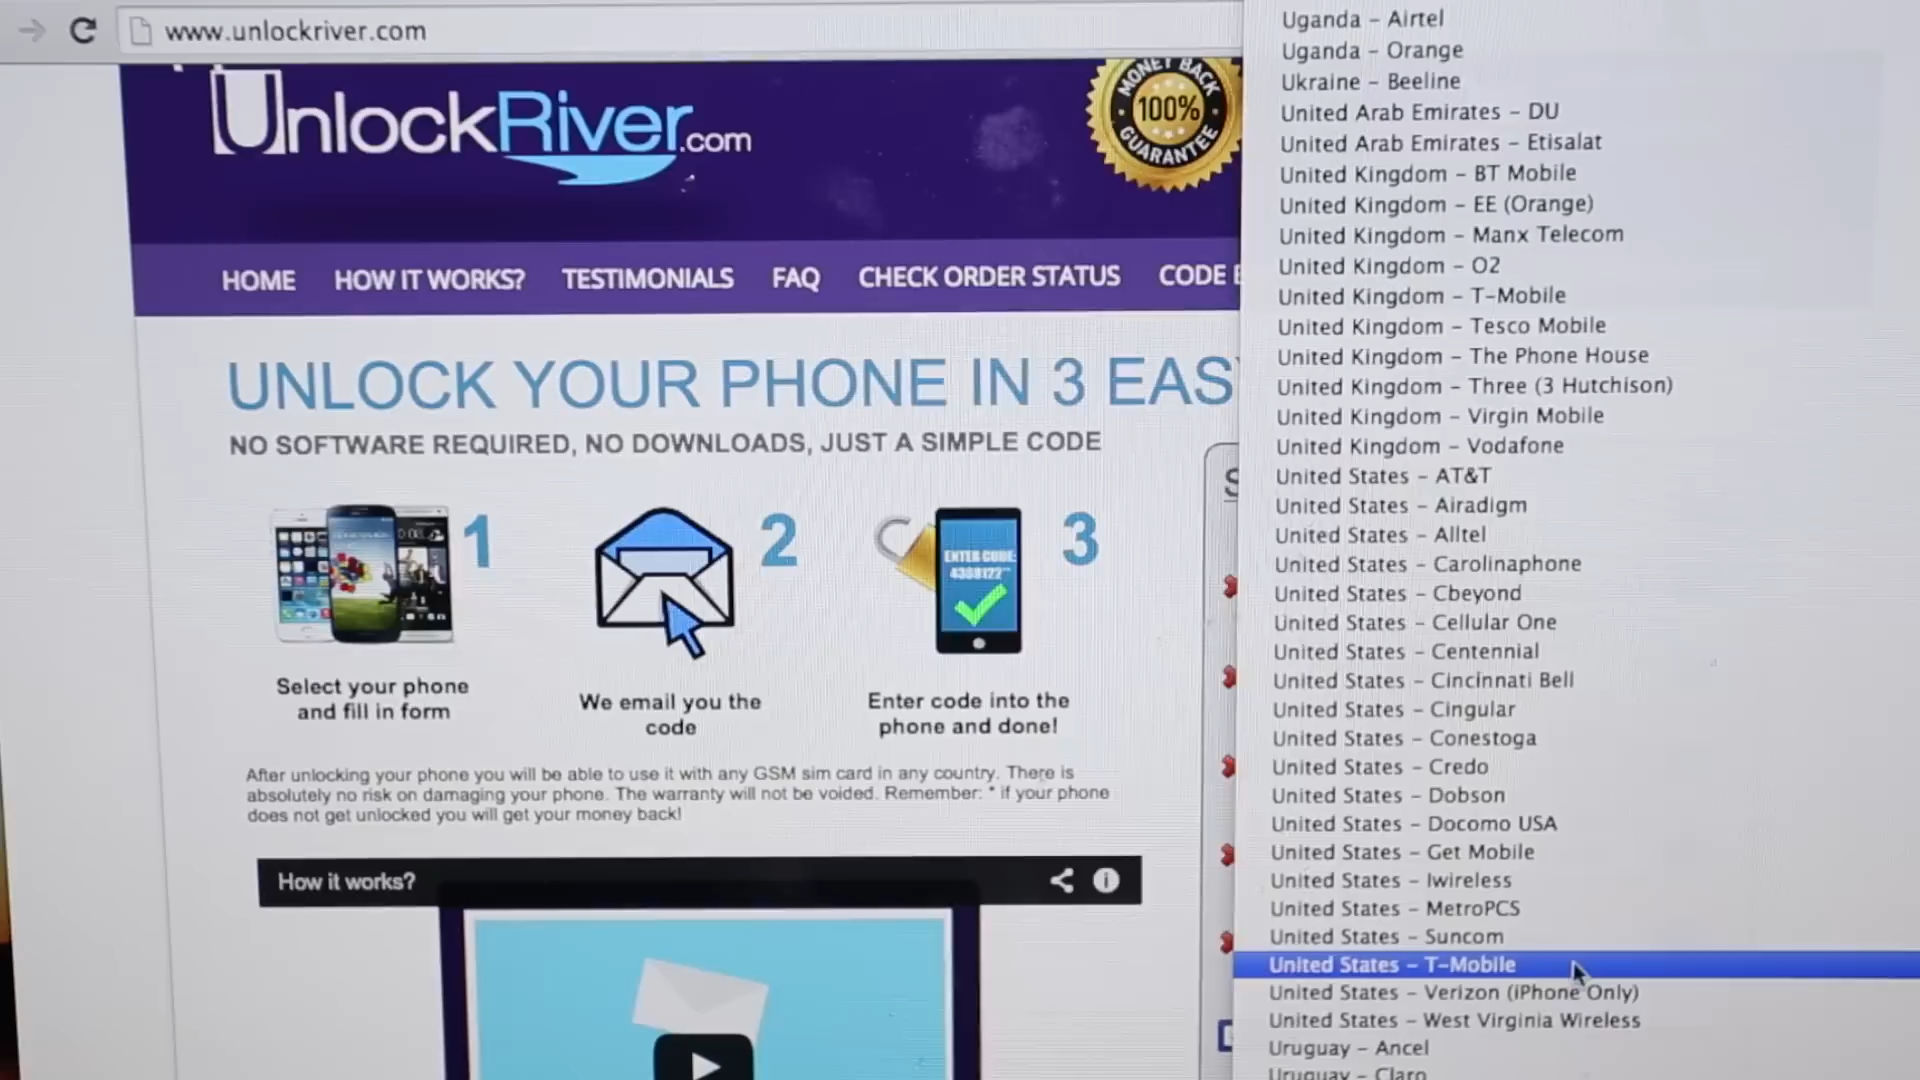 www.unlockriver.com
UnlockRiver.com
MONEY BACK
100%
GUARANTEE
HOME HOW IT WORKS? TESTIMONIALS FAQ CHECK ORDER STATUS CODE
UNLOCK YOUR PHONE IN 3 EASY
NO SOFTWARE REQUIRED, NO DOWNLOADS, JUST A SIMPLE CODE
1
Select your phone
and fill in form
2
We email you the
code
3
ENTER CODE:
Enter code into the
phone and done!
After unlocking your phone you will be able to use it with any GSM sim card in any country. There is
absolutely no risk on damaging your phone. The warranty will not be voided. Remember: * if your phone
does not get unlocked you will get your money back!
How it works?
Uganda - Airtel
Uganda - Orange
Ukraine - Beeline
United Arab Emirates - DU
United Arab Emirates - Etisalat
United Kingdom - BT Mobile
United Kingdom - EE (Orange)
United Kingdom - Manx Telecom
United Kingdom - O2
United Kingdom - T-Mobile
United Kingdom - Tesco Mobile
United Kingdom - The Phone House
United Kingdom - Three (3 Hutchison)
United Kingdom - Virgin Mobile
United Kingdom - Vodafone
United States - AT&T
United States - Airadigm
United States - Alltel
United States - Carolinaphone
United States - Cbeyond
United States - Cellular One
United States - Centennial
United States - Cincinnati Bell
United States - Cingular
United States - Conestoga
United States - Credo
United States - Dobson
United States - Docomo USA
United States - Get Mobile
United States - Iwireless
United States - MetroPCS
United States - Suncom
United States - T-Mobile
United States - Verizon (iPhone Only)
United States - West Virginia Wireless
Uruguay - Ancel
Uruguay - Claro